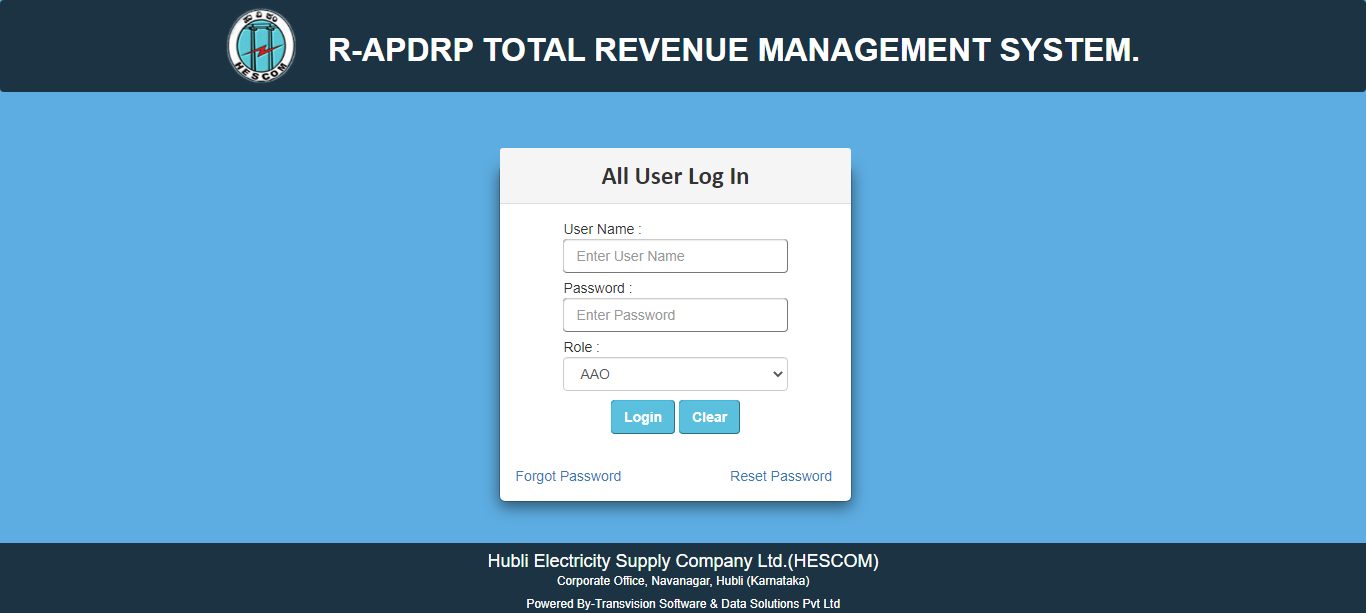 HESCOM
R-APDRP TOTAL REVENUE MANAGEMENT SYSTEM.
All User Log In
User Name :
Enter User Name
Password :
Enter Password
Role :
AAO
Login Clear
Forgot Password Reset Password
Hubli Electricity Supply Company Ltd.(HESCOM)
Corporate Office, Navanagar, Hubli (Karnataka)
Powered By-Transvision Software & Data Solutions Pvt Ltd